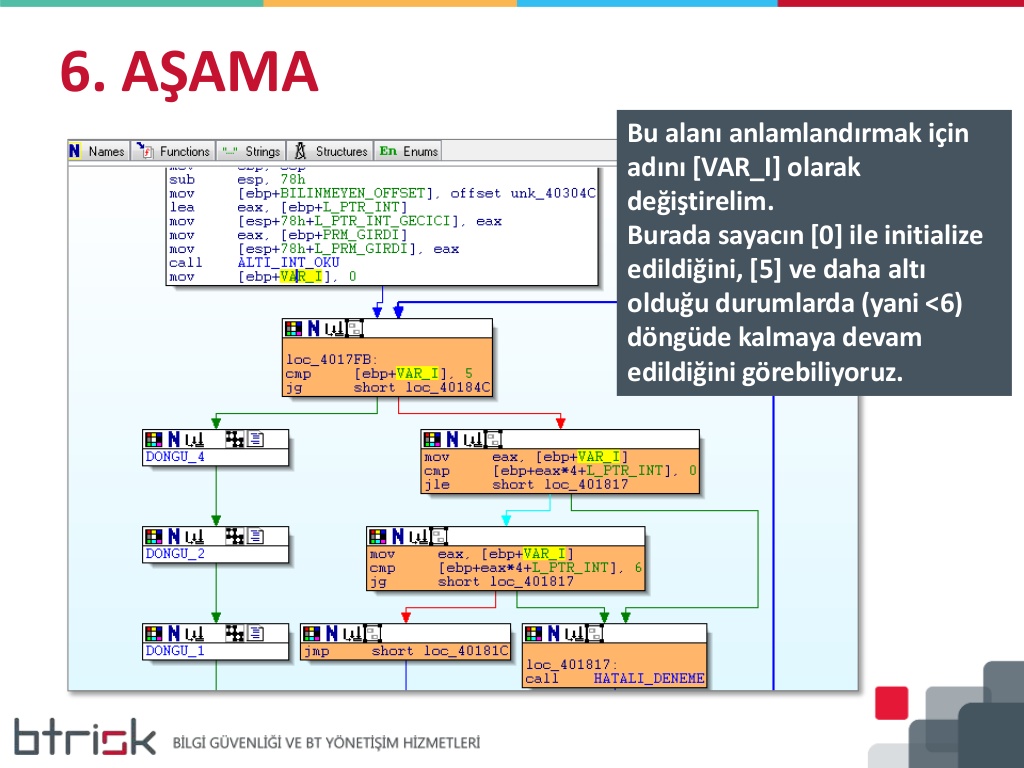 6. AŞAMA
Bu alanı anlamlandırmak için
adını [VAR_I] olarak
değiştirelim.
Burada sayacın [0] ile initialize
edildiğini, [5] ve daha altı
olduğu durumlarda (yani <6)
döngüde kalmaya devam
edildiğini görebiliyoruz.
N Names Functions "..." Strings Structures En Enums
sub esp, 78h
mov [ebp+BILINMEYEN_OFFSET], offset unk_40304C
lea eax, [ebp+L_PTR_INT]
mov [esp+78h+L_PTR_INT_GECICI], eax
mov eax, [ebp+PRM_GIRDI]
mov [esp+78h+L_PRM_GIRDI], eax
call ALTI_INT_OKU
mov [ebp+VAR_I], 0
loc_4017FB:
cmp [ebp+VAR_I], 5
jg short loc_40184C
DONGU_4
mov eax, [ebp+VAR_I]
cmp [ebp+eax*4+L_PTR_INT], 0
jle short loc_401817
DONGU_2
mov eax, [ebp+VAR_I]
cmp [ebp+eax*4+L_PTR_INT], 6
jg short loc_401817
DONGU_1
jmp short loc_40181C
loc_401817:
call HATALI_DENEME
btrisk BİLGİ GÜVENLİĞİ VE BT YÖNETİŞİM HİZMETLERİ